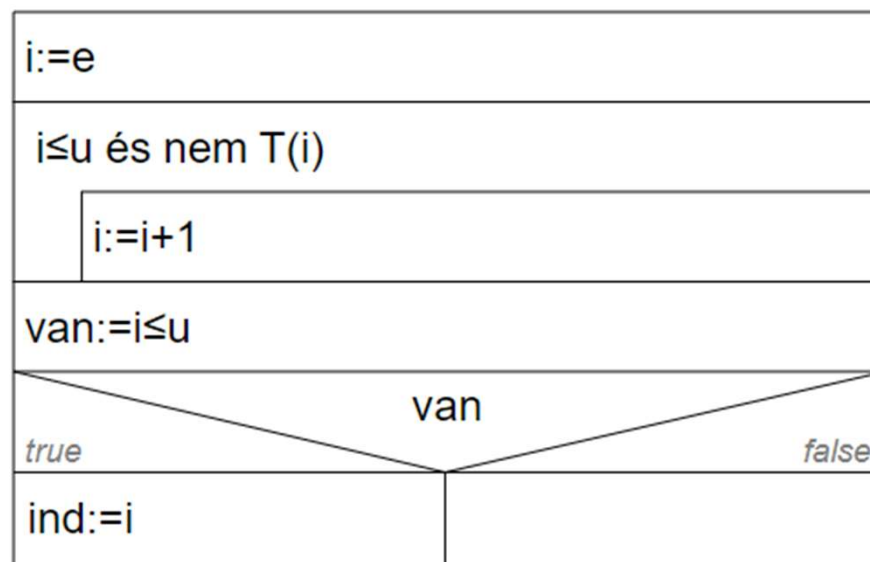 i:=e
i≤u és nem T(i)
i:=i+1
van:=i≤u
van
true
false
ind:=i